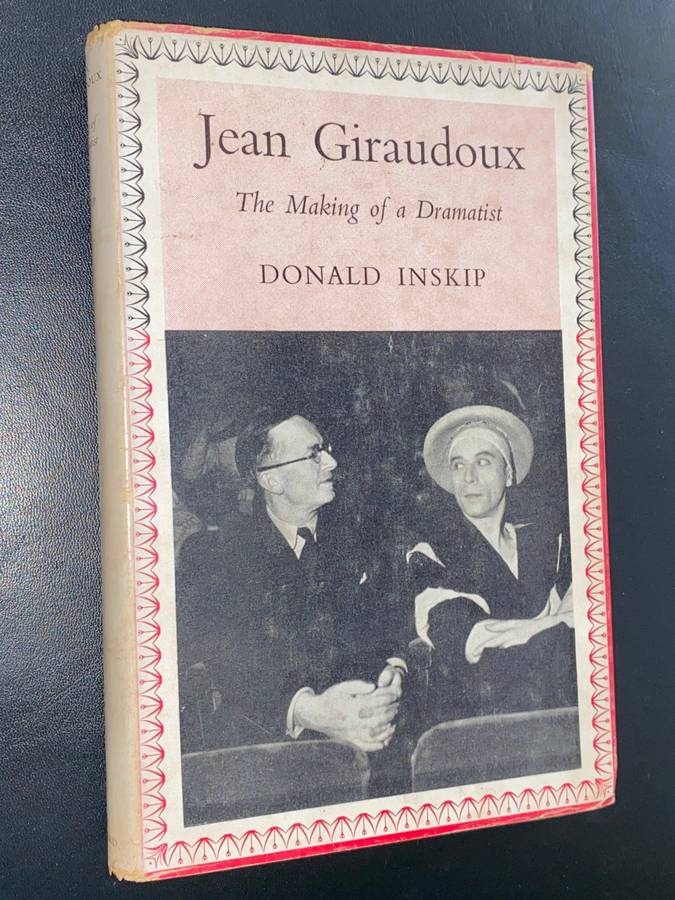 Jean Giraudoux
The Making of a Dramatist
DONALD INSKIP